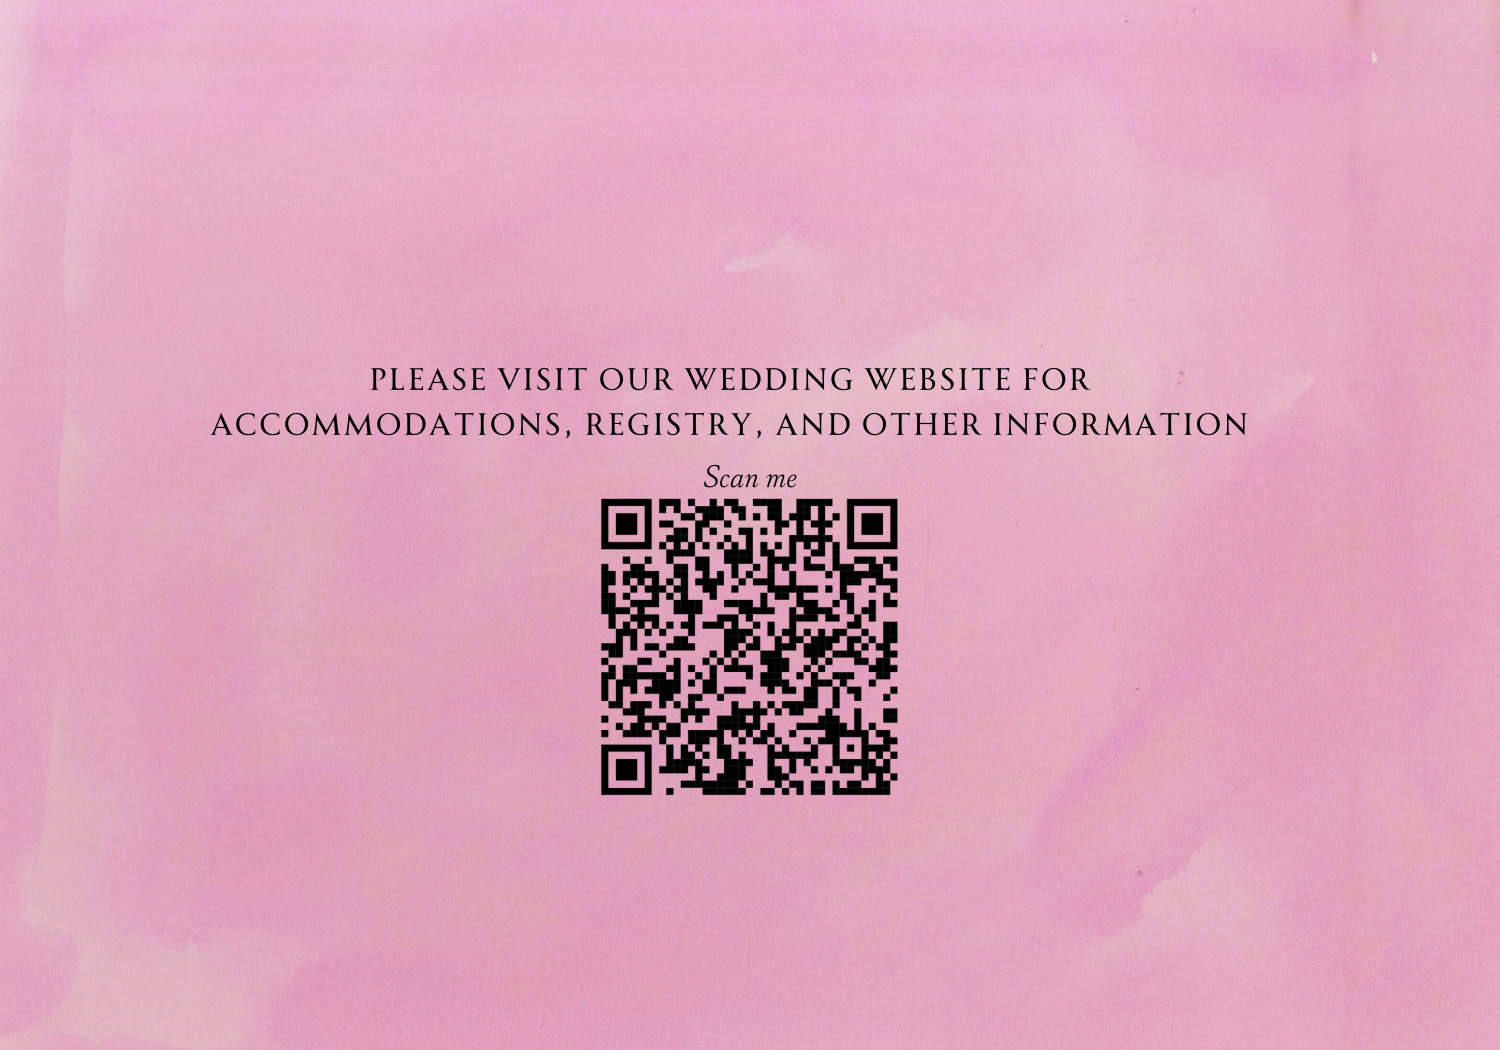 PLEASE VISIT OUR WEDDING WEBSITE FOR
ACCOMMODATIONS, REGISTRY, AND OTHER INFORMATION
Scan me